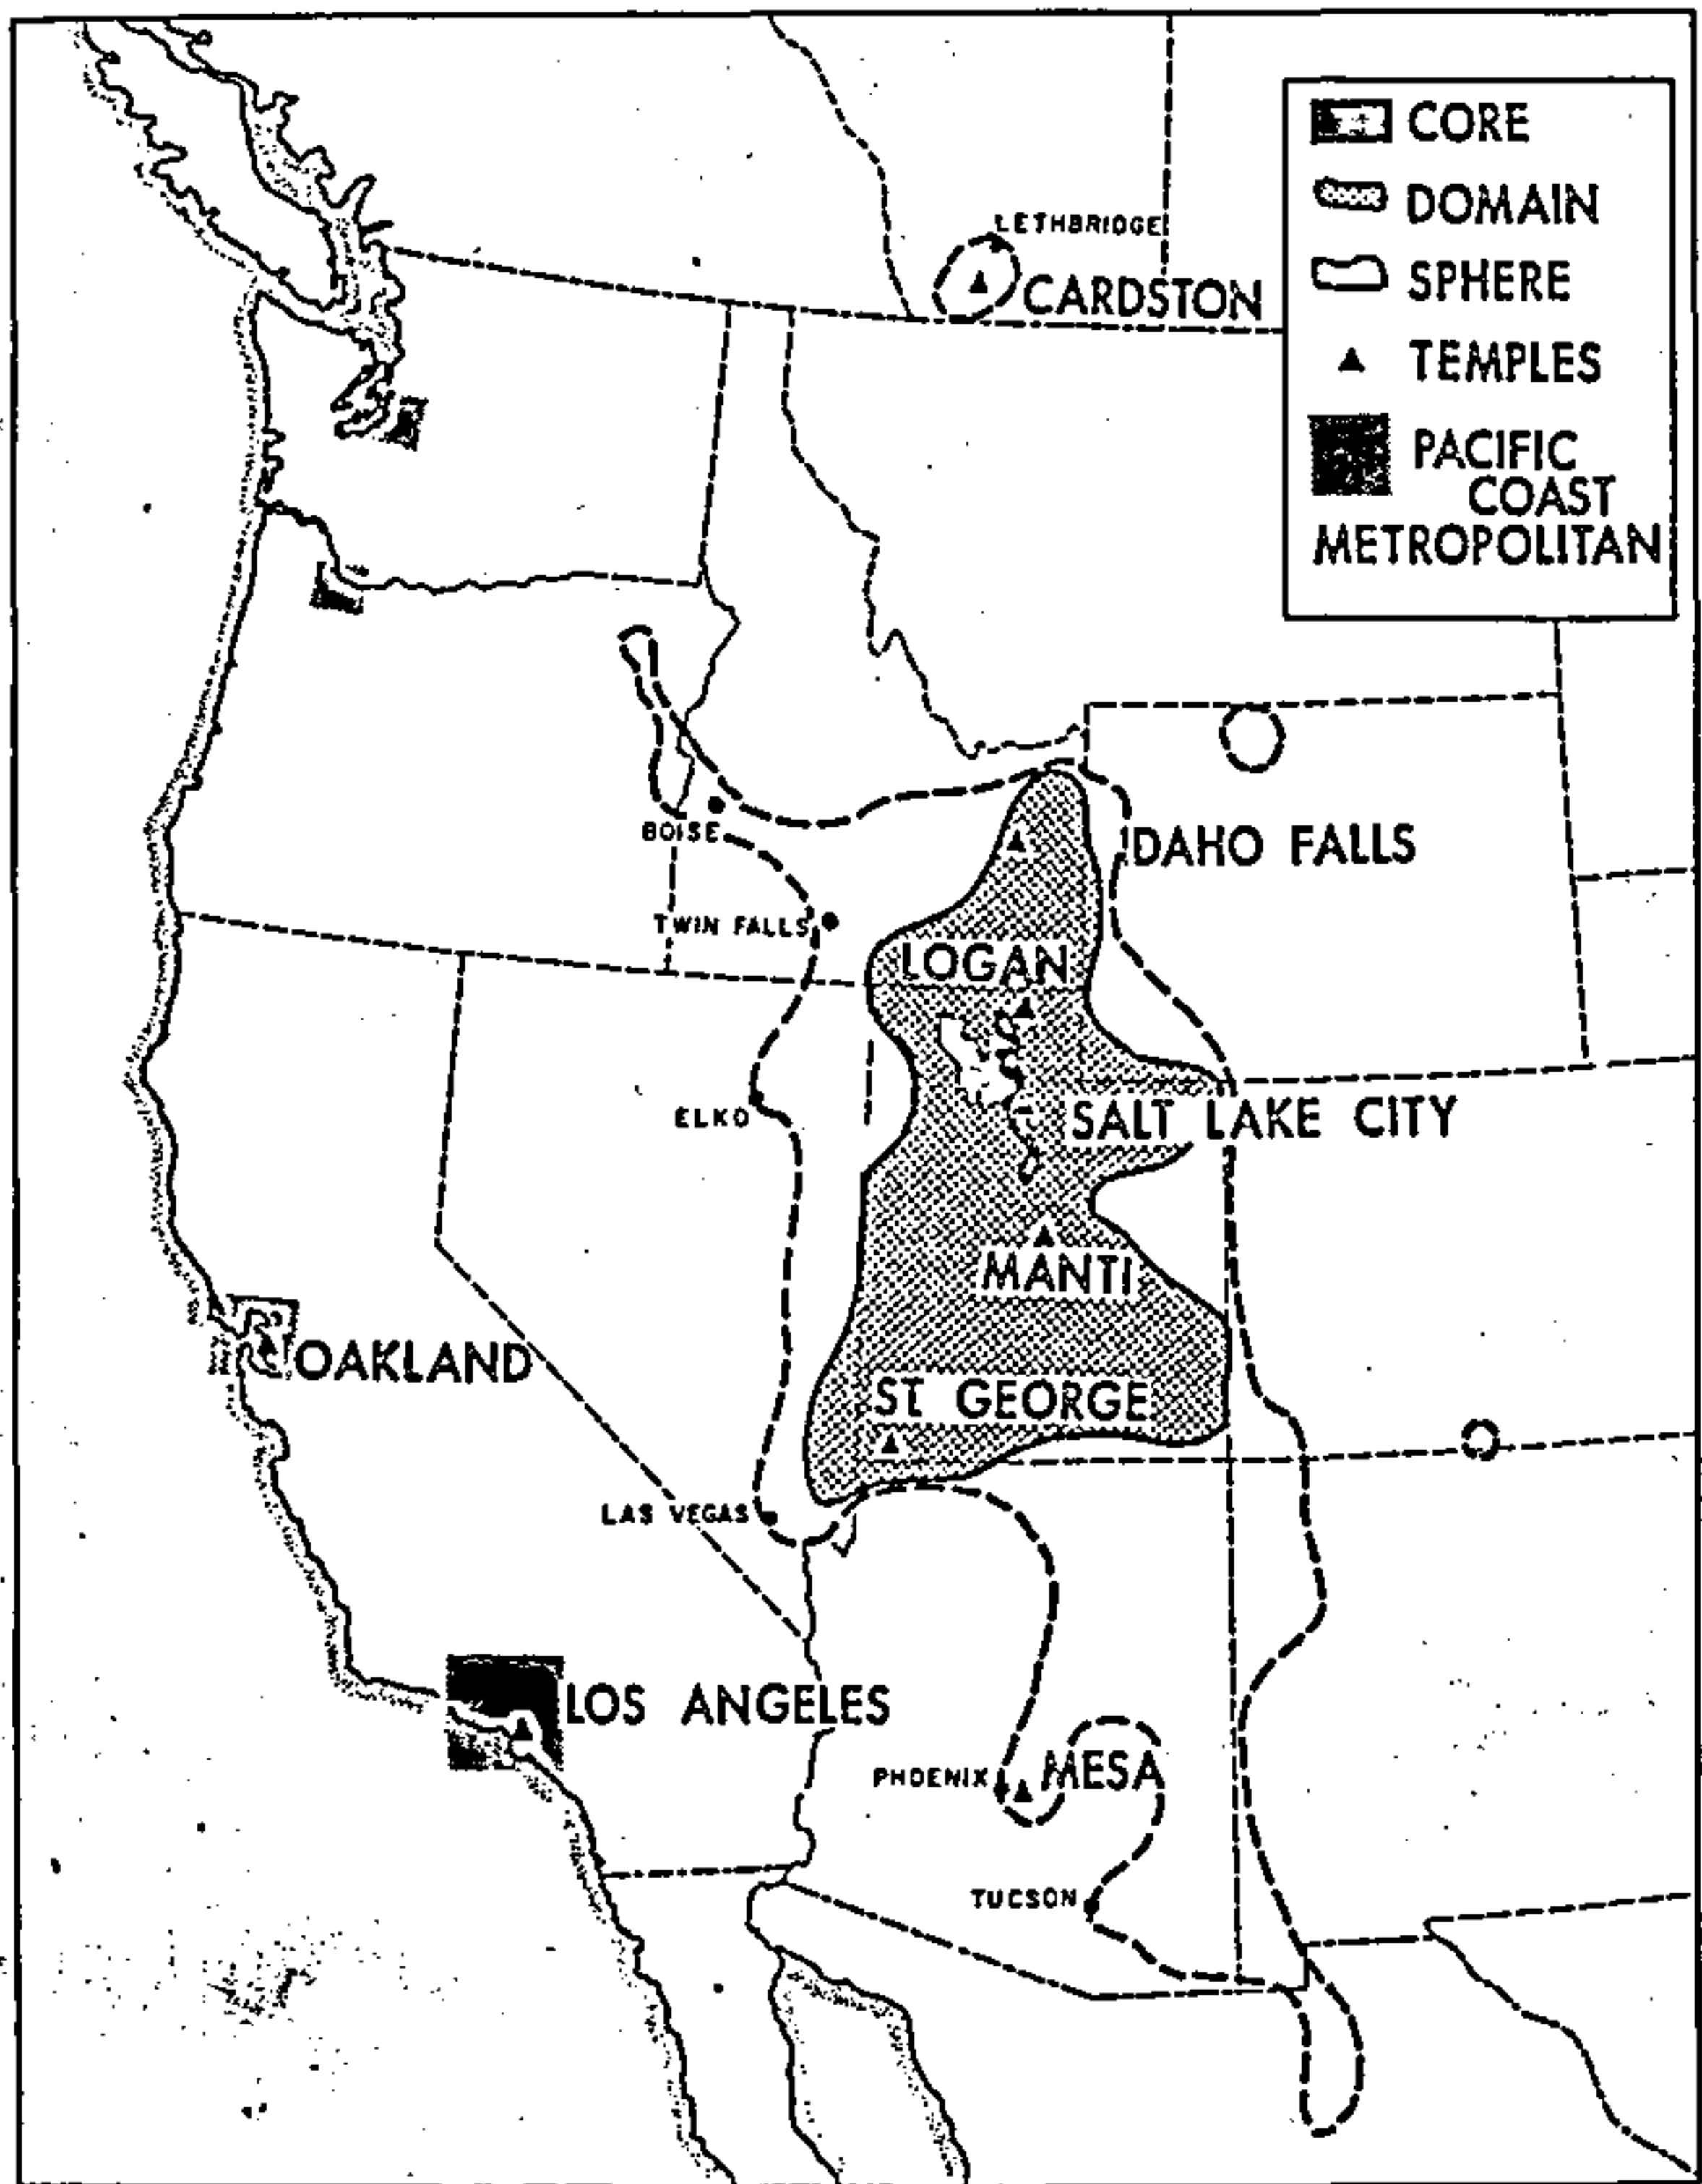 CORE
DOMAIN
SPHERE
TEMPLES
PACIFIC
COAST
METROPOLITAN
LETHBRIDGE
CARDSTON
BOISE
IDAHO FALLS
TWIN FALLS
LOGAN
ELKO
SALT LAKE CITY
MANTI
OAKLAND
ST GEORGE
LAS VEGAS
LOS ANGELES
PHOENIX
MESA
TUCSON